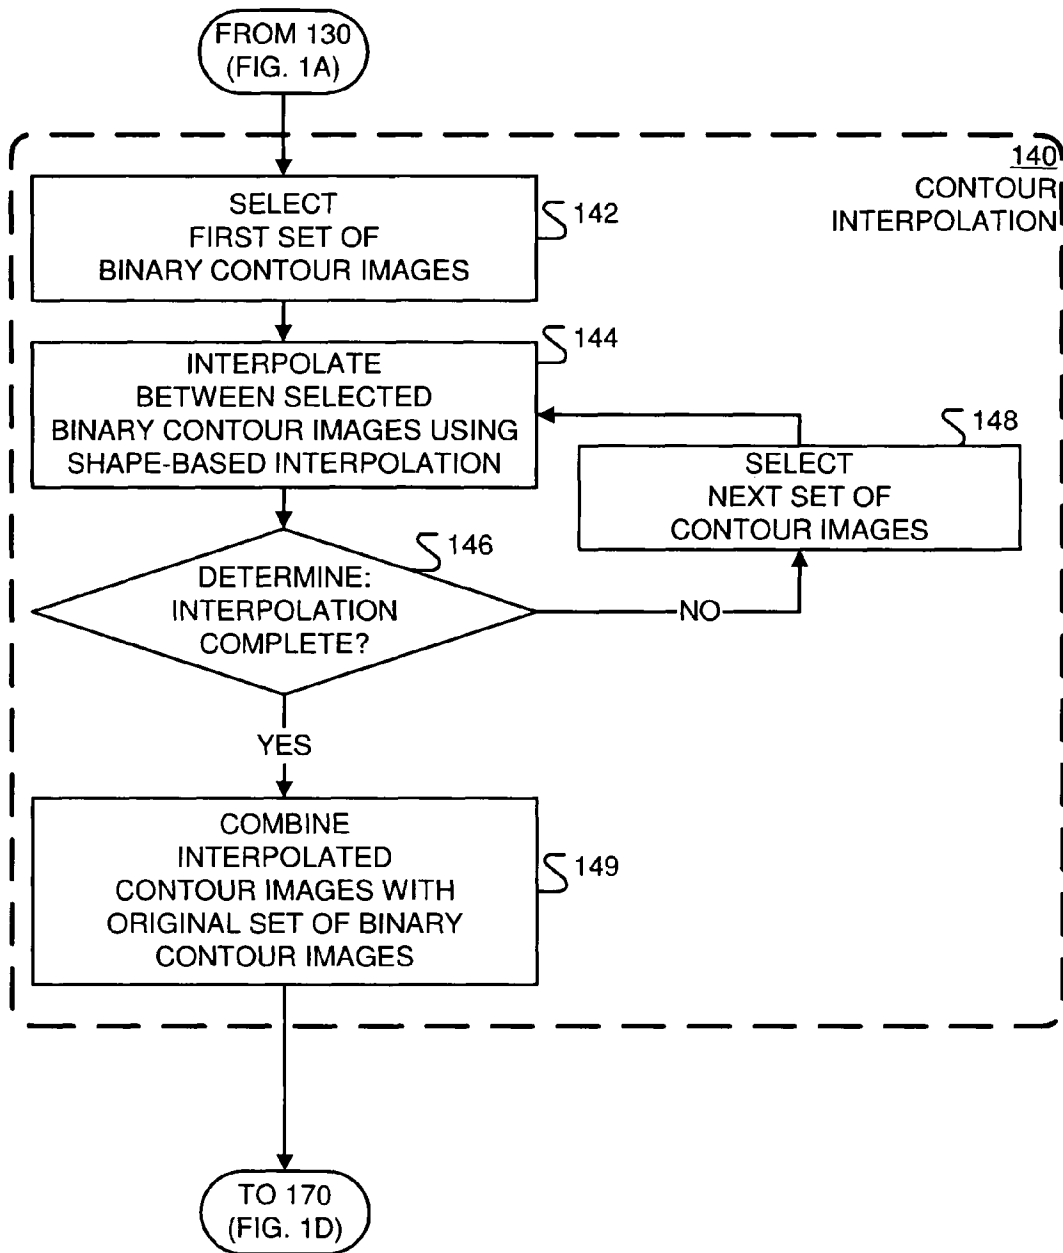 FROM 130
(FIG. 1A)
140
CONTOUR
INTERPOLATION
SELECT
FIRST SET OF
BINARY CONTOUR IMAGES
142
INTERPOLATE
BETWEEN SELECTED
BINARY CONTOUR IMAGES USING
SHAPE-BASED INTERPOLATION
144
148
SELECT
NEXT SET OF
CONTOUR IMAGES
146
DETERMINE:
INTERPOLATION
COMPLETE?
NO
YES
COMBINE
INTERPOLATED
CONTOUR IMAGES WITH
ORIGINAL SET OF BINARY
CONTOUR IMAGES
149
TO 170
(FIG. 1D)